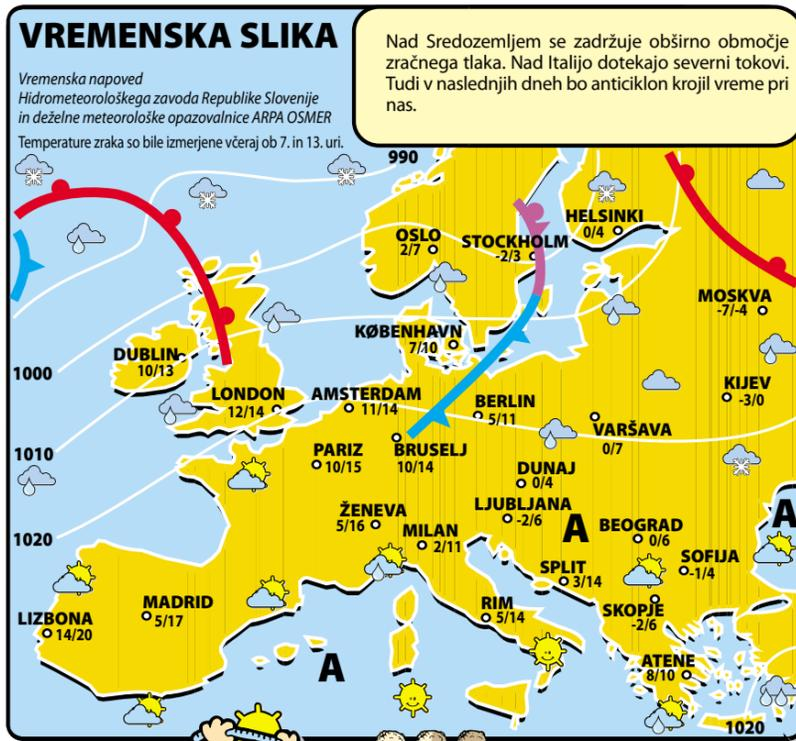 VREMENSKA SLIKA
Vremenska napoved
Hidrometeorološkega zavoda Republike Slovenije
in deželne meteorološke opazovalnice ARPA OSMER
Temperature zraka so bile izmerjene včeraj ob 7. in 13. uri.
Nad Sredozemljem se zadržuje obširno območje
zračnega tlaka. Nad Italijo dotekajo severni tokovi.
Tudi v naslednjih dneh bo anticiklon krojil vreme pri
nas.
990
HELSINKI
0/4
OSLO
2/7
STOCKHOLM
-2/3
MOSKVA
-7/-4
KØBENHAVN
7/10
DUBLIN
10/13
1000
KIJEV
-3/0
LONDON
12/14
AMSTERDAM
11/14
BERLIN
5/11
VARŠAVA
0/7
1010
PARIZ
10/15
BRUSELJ
10/14
DUNAJ
0/4
ŽENEVA
5/16
LJUBLJANA
-2/6
A
A
1020
MILAN
2/11
BEOGRAD
0/6
SOFIJA
-1/4
SPLIT
3/14
MADRID
5/17
RIM
5/14
SKOPJE
-2/6
LIZBONA
14/20
A
ATENE
8/10
1020